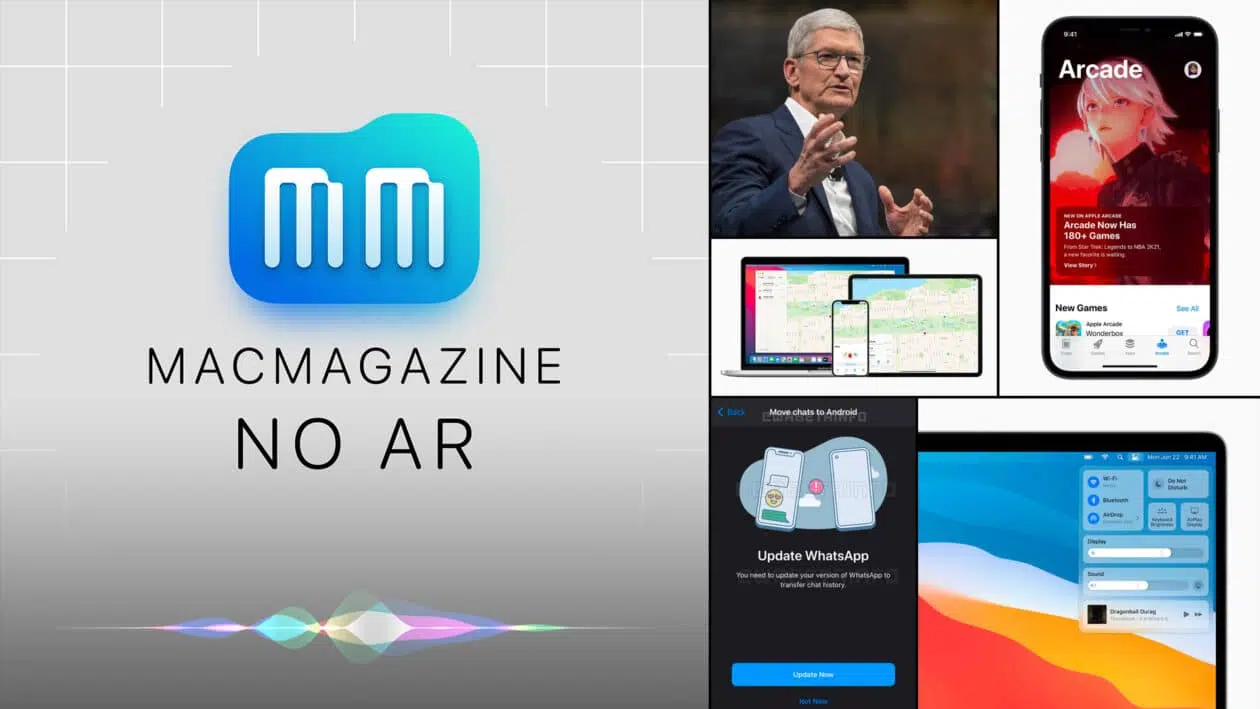 mm
MACMAGAZINE
NO AR
9:41
Arcade
NEW ON APPLE ARCADE
Arcade Now Has
180+ Games
From Star Trek: Legends to NBA 2K21,
a new favorite is waiting.
View Story
New Games
See All
Apple Arcade
Wonderbox
GET
Games
Apps
Arcade
Search
Back
Move chats to Android
Update WhatsApp
You need to update your version of WhatsApp to
transfer chat history.
Update Now
Not Now
Mon Jun 22 9:41 AM
Wi-Fi
Bluetooth
AirDrop
Do Not
Disturb
Keyboard
Brightness
AirPlay
Display
Display
Sound
Dragonball Durag